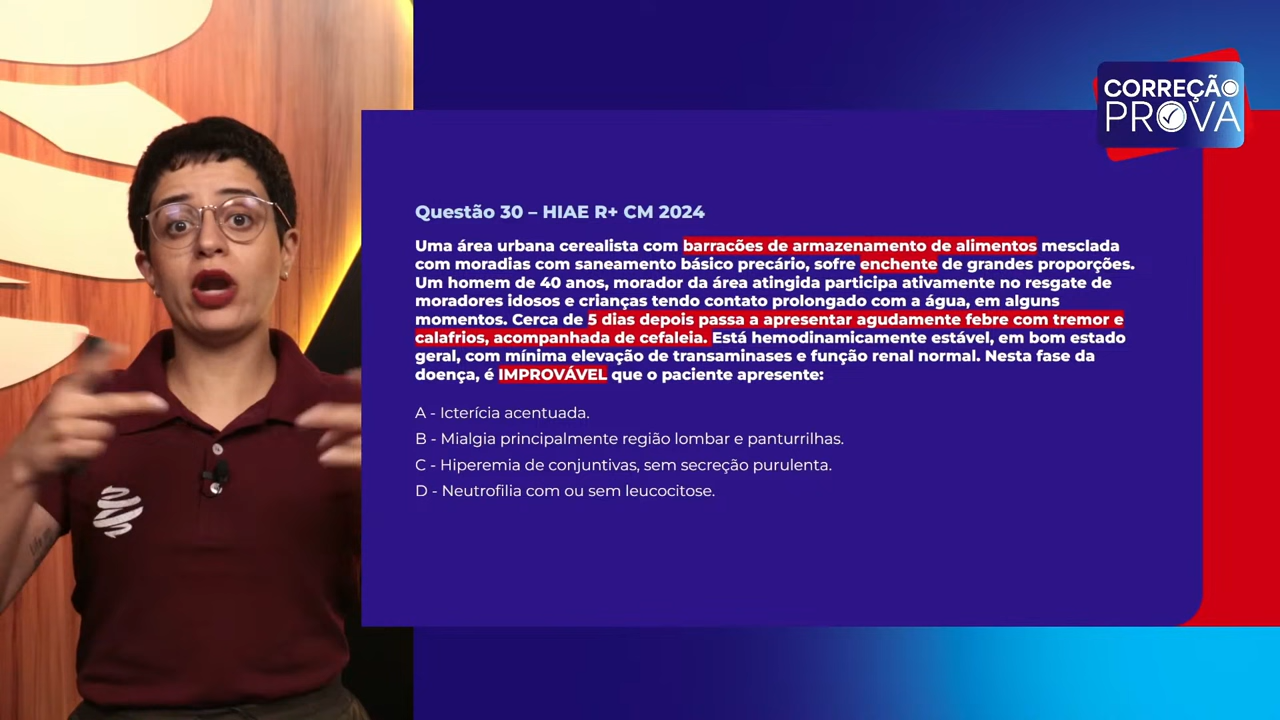 CORREÇÃO
PROVA
Questão 30 – HIAE R+ CM 2024
Uma área urbana cerealista com barracões de armazenamento de alimentos mesclada
com moradias com saneamento básico precário, sofre enchente de grandes proporções.
Um homem de 40 anos, morador da área atingida participa ativamente no resgate de
moradores idosos e crianças tendo contato prolongado com a água, em alguns
momentos. Cerca de 5 dias depois passa a apresentar agudamente febre com tremor e
calafrios, acompanhada de cefaleia. Está hemodinamicamente estável, em bom estado
geral, com mínima elevação de transaminases e função renal normal. Nesta fase da
doença, é IMPROVÁVEL que o paciente apresente:
A - Icterícia acentuada.
B - Mialgia principalmente região lombar e panturrilhas.
C - Hiperemia de conjuntivas, sem secreção purulenta.
D - Neutrofilia com ou sem leucocitose.